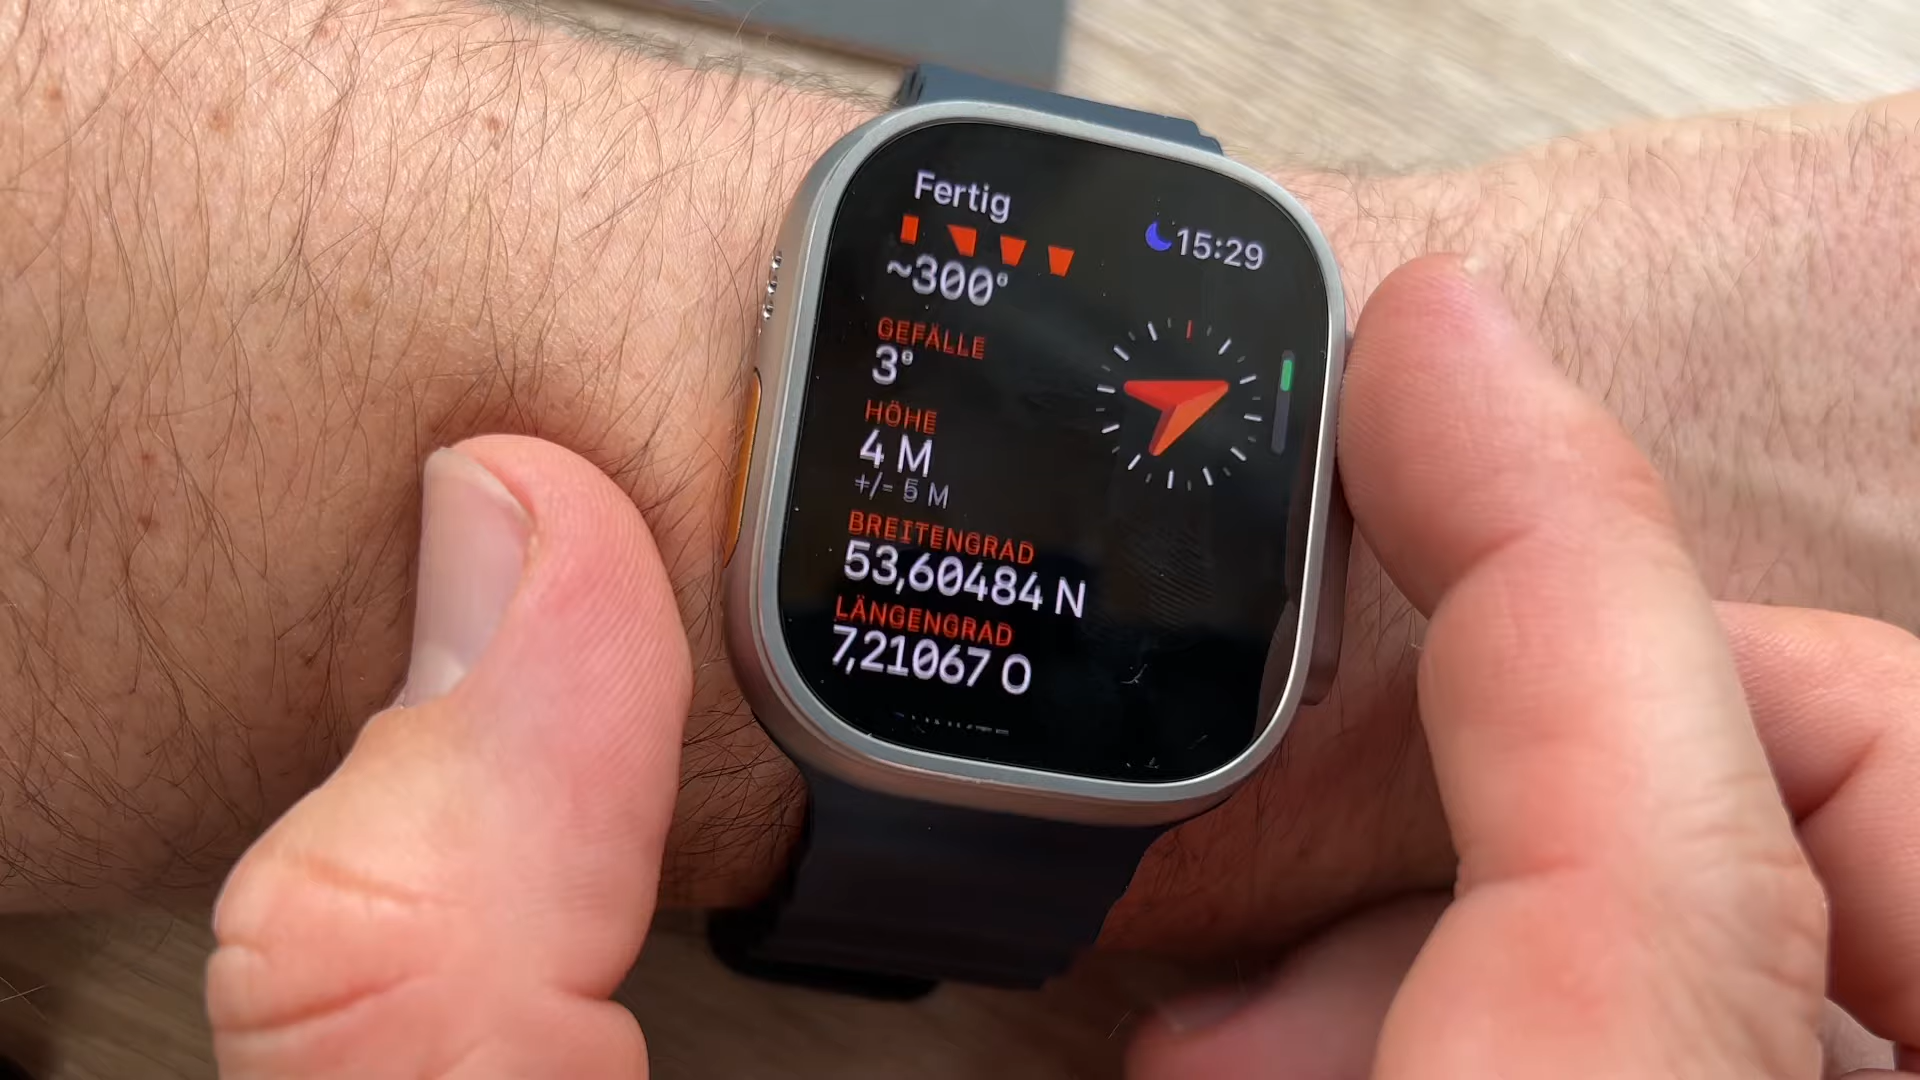 Fertig
15:29
~300°
GEFÄLLE
3°
HÖHE
4 M
+/- 5 M
BREITENGRAD
53,60484 N
LÄNGENGRAD
7,21067 O